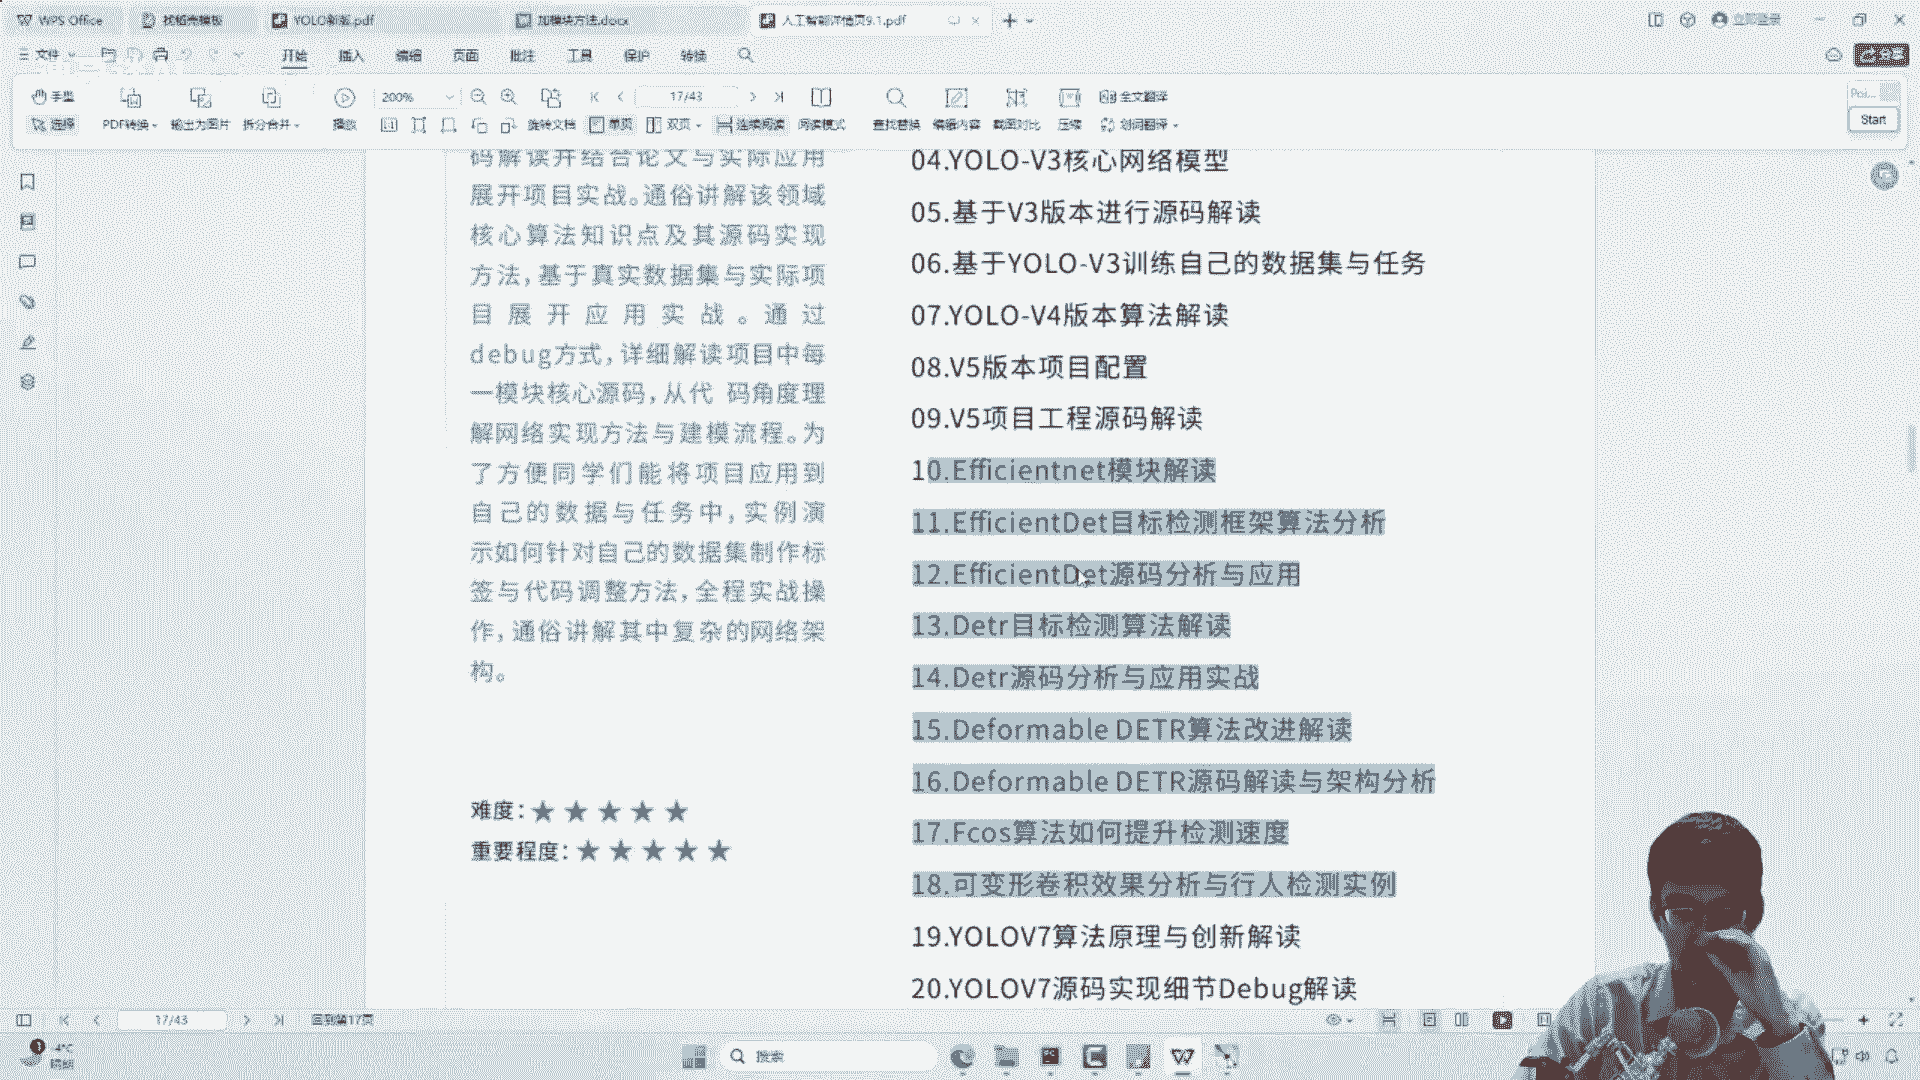 WPS Office
找稻壳模板
YOLO新版.pdf
加模块方法.docx
人工智能详情页9.1.pdf
立即登录
文件
开始
插入
编辑
页面
批注
工具
保护
转换
分享
手型
选择
PDF转换
输出为图片
拆分合并
播放
200%
旋转文档
17/43
单页
双页
连续阅读
阅读模式
查找替换
编辑内容
截图对比
压缩
全文翻译
划词翻译
Poi...
Start
码解读并结合论文与实际应用
展开项目实战。通俗讲解该领域
核心算法知识点及其源码实现
方法,基于真实数据集与实际项
目展开应用实战。通过
debug方式,详细解读项目中每
一模块核心源码,从代 码角度理
解网络实现方法与建模流程。为
了方便同学们能将项目应用到
自己的数据与任务中,实例演
示如何针对自己的数据集制作标
签与代码调整方法,全程实战操
作,通俗讲解其中复杂的网络架
构。
难度:★ ★ ★ ★ ★
重要程度:★ ★ ★ ★ ★
04.YOLO-V3核心网络模型
05.基于V3版本进行源码解读
06.基于YOLO-V3训练自己的数据集与任务
07.YOLO-V4版本算法解读
08.V5版本项目配置
09.V5项目工程源码解读
10.Efficientnet模块解读
11.EfficientDet目标检测框架算法分析
12.EfficientDet源码分析与应用
13.Detr目标检测算法解读
14.Detr源码分析与应用实战
15.Deformable DETR算法改进解读
16.Deformable DETR源码解读与架构分析
17.Fcos算法如何提升检测速度
18.可变形卷积效果分析与行人检测实例
19.YOLOV7算法原理与创新解读
20.YOLOV7源码实现细节Debug解读
17/43
回到第17页
-4°C
晴朗
搜索